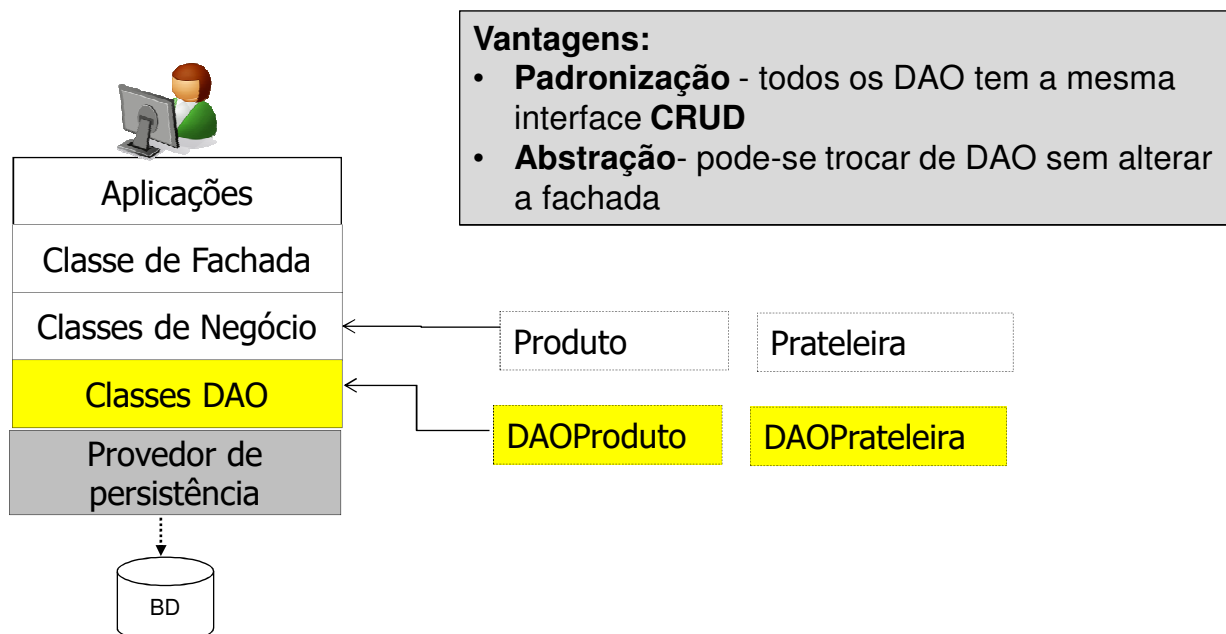 Vantagens:
• Padronização - todos os DAO tem a mesma
interface CRUD
• Abstração- pode-se trocar de DAO sem alterar
a fachada
Aplicações
Classe de Fachada
Classes de Negócio
Classes DAO
Provedor de
persistência
BD
Produto
Prateleira
DAOProduto
DAOPrateleira